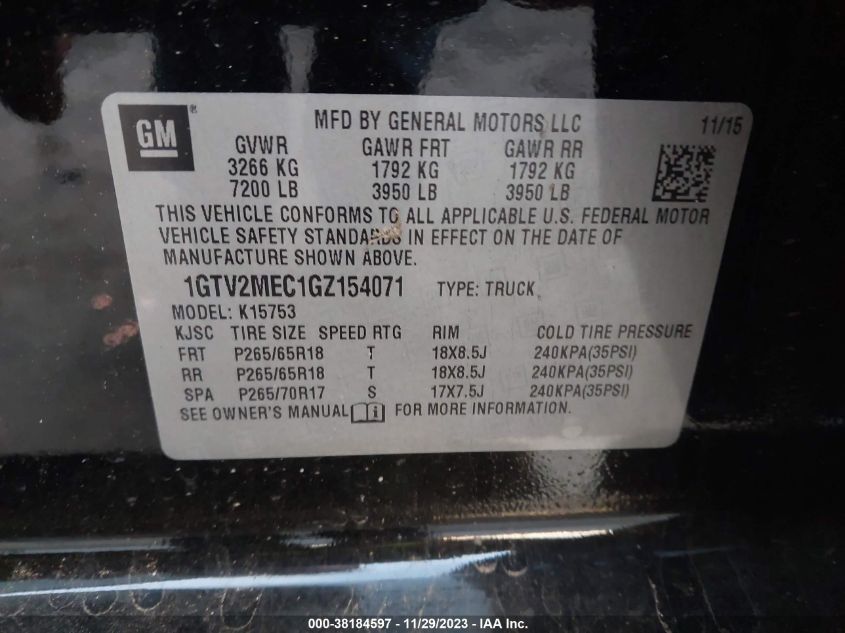 GM ®
MFD BY GENERAL MOTORS LLC 11/15
GVWR GAWR FRT GAWR RR
3266 KG 1792 KG 1792 KG
7200 LB 3950 LB 3950 LB
THIS VEHICLE CONFORMS TO ALL APPLICABLE U.S. FEDERAL MOTOR
VEHICLE SAFETY STANDARDS IN EFFECT ON THE DATE OF
MANUFACTURE SHOWN ABOVE.
1GTV2MEC1GZ154071 TYPE: TRUCK
MODEL: K15753
KJSC TIRE SIZE SPEED RTG RIM COLD TIRE PRESSURE
FRT P265/65R18 T 18X8.5J 240KPA(35PSI)
RR P265/65R18 T 18X8.5J 240KPA(35PSI)
SPA P265/70R17 S 17X7.5J 240KPA(35PSI)
SEE OWNER'S MANUAL i FOR MORE INFORMATION.
000-38184597 - 11/29/2023 - IAA Inc.